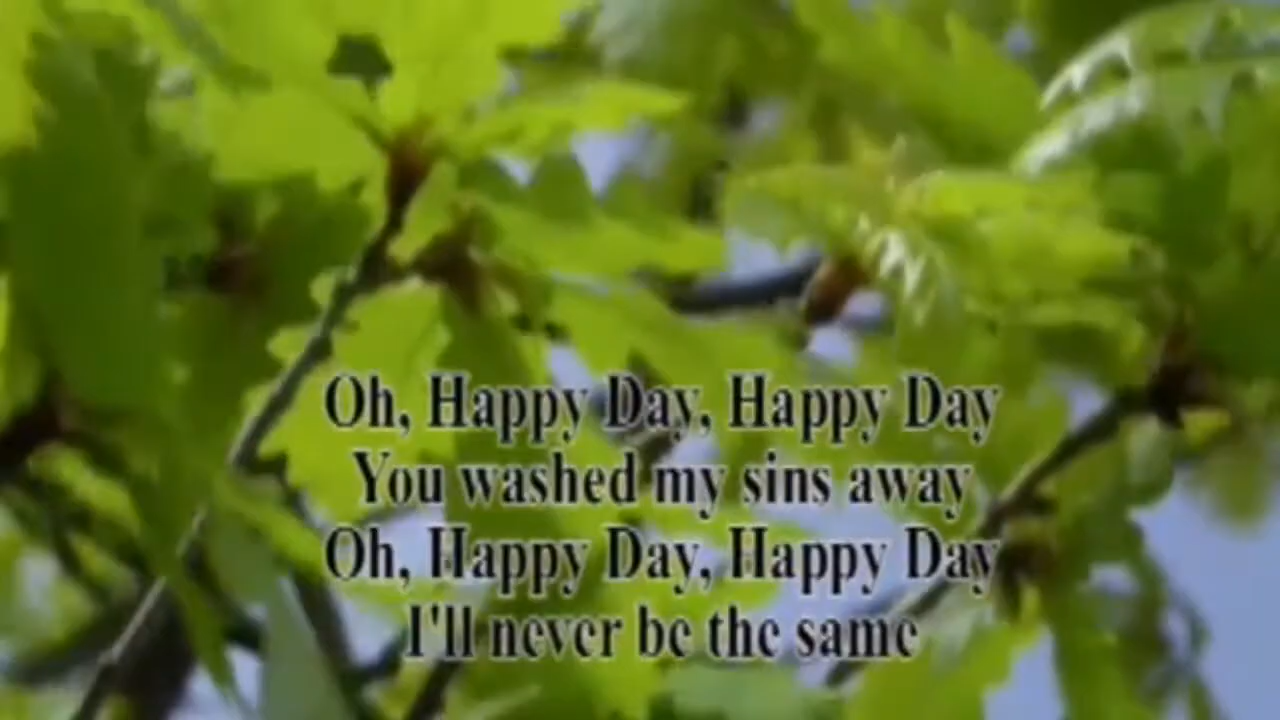 Oh, Happy Day, Happy Day
You washed my sins away
Oh, Happy Day, Happy Day
I'll never be the same